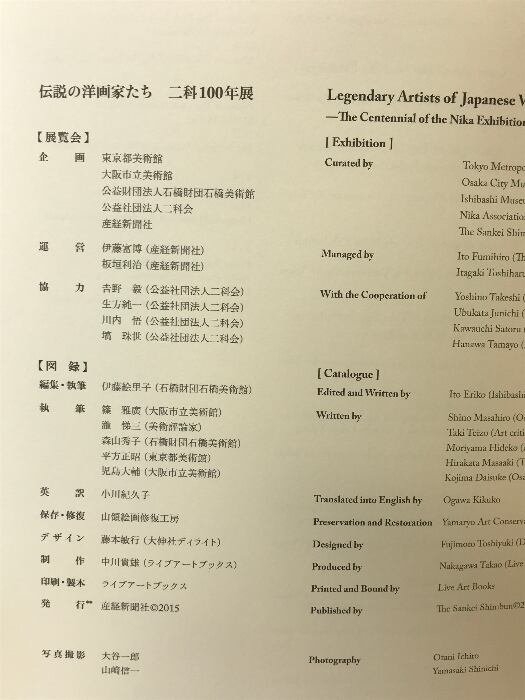 伝説の洋画家たち 二科100年展
【展覧会】
企 画 東京都美術館
大阪市立美術館
公益財団法人石橋財団石橋美術館
公益社団法人二科会
産経新聞社
運 営 伊藤富博(産経新聞社)
板垣利治(産経新聞社)
協 力 吉野 毅(公益社団法人二科会)
生方純一(公益社団法人二科会)
川内 悟(公益社団法人二科会)
塙 珠世(公益社団法人二科会)
【図 録】
編集・執筆 伊藤絵里子(石橋財団石橋美術館)
執 筆 篠 雅廣(大阪市立美術館)
瀧 悌三(美術評論家)
森山秀子(石橋財団石橋美術館)
平方正昭(東京都美術館)
児島大輔(大阪市立美術館)
英 訳 小川紀久子
保存・修復 山領絵画修復工房
デザイン 藤本敏行(大伸社ディライト)
制 作 中川貴雄(ライブアートブックス)
印刷・製本 ライブアートブックス
発 行 産経新聞社©2015
写真撮影 大谷一郎
山崎信一
Legendary Artists of Japanese
—The Centennial of the Nika Exhibition
[ Exhibition ]
Curated by Tokyo
Osaka City
Ishibashi
Nika Association
The Sankei
Managed by Ito Fumihiro
Itagaki Toshiharu
With the Cooperation of Yoshino Takeshi
Ubukata Junichi
Kawauchi Satoru
Hanawa Tamayo
[ Catalogue ]
Edited and Written by Ito Eriko
Written by Shino Masahiro
Taki Teizo (Art
Moriyama Hideko
Hirakata Masaaki
Kojima Daisuke
Translated into English by Ogawa Kikuko
Preservation and Restoration Yamaryo Art
Designed by Fujimoto Toshiyuki
Produced by Nakagawa Takao (Live
Printed and Bound by Live Art Books
Published by The Sankei Shimbun©
Photography Otani Ichiro
Yamasaki Shinichi